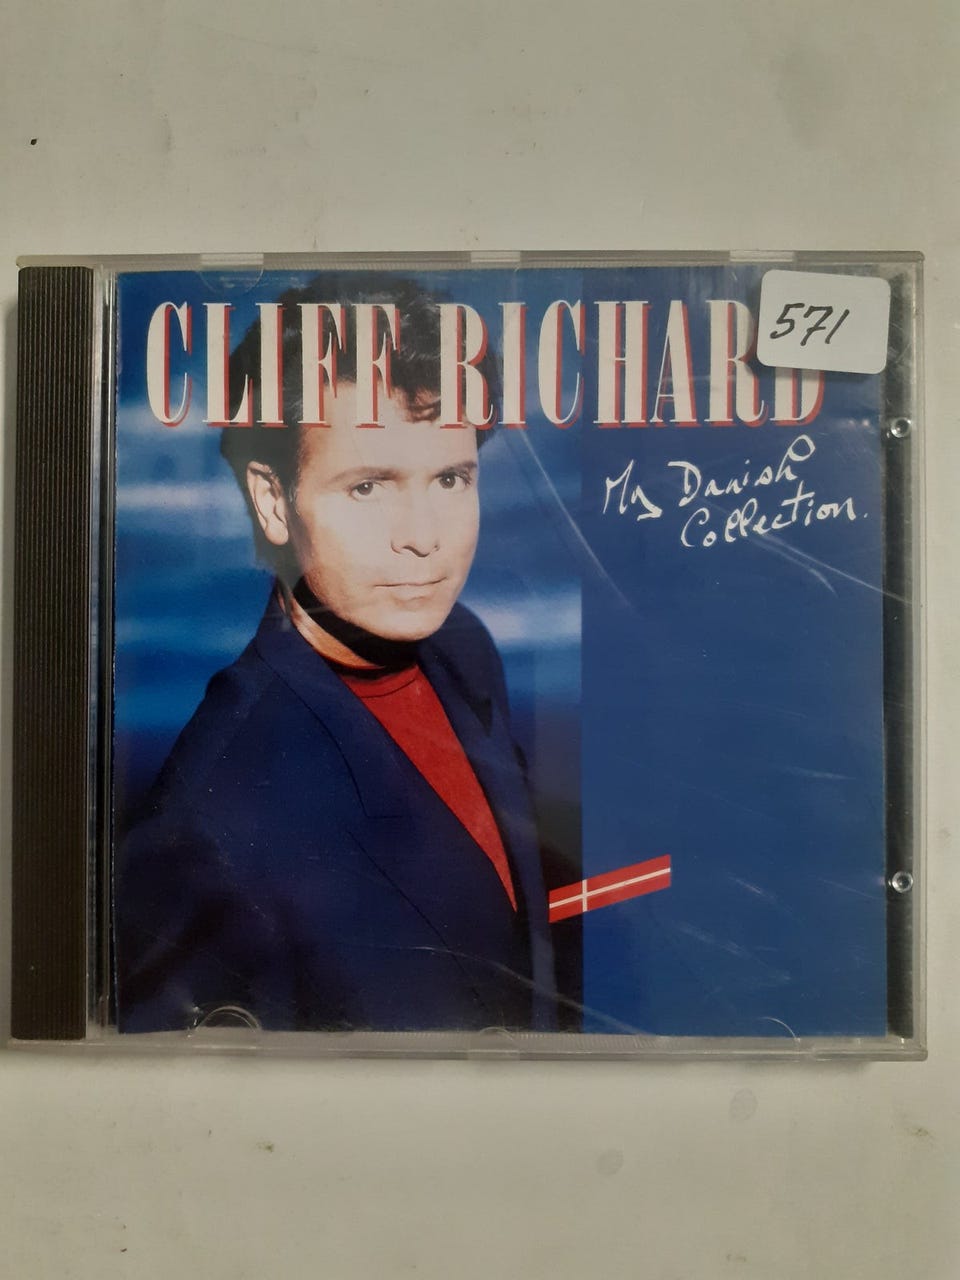 CLIFF RICHARD
571
My Danish
Collection.